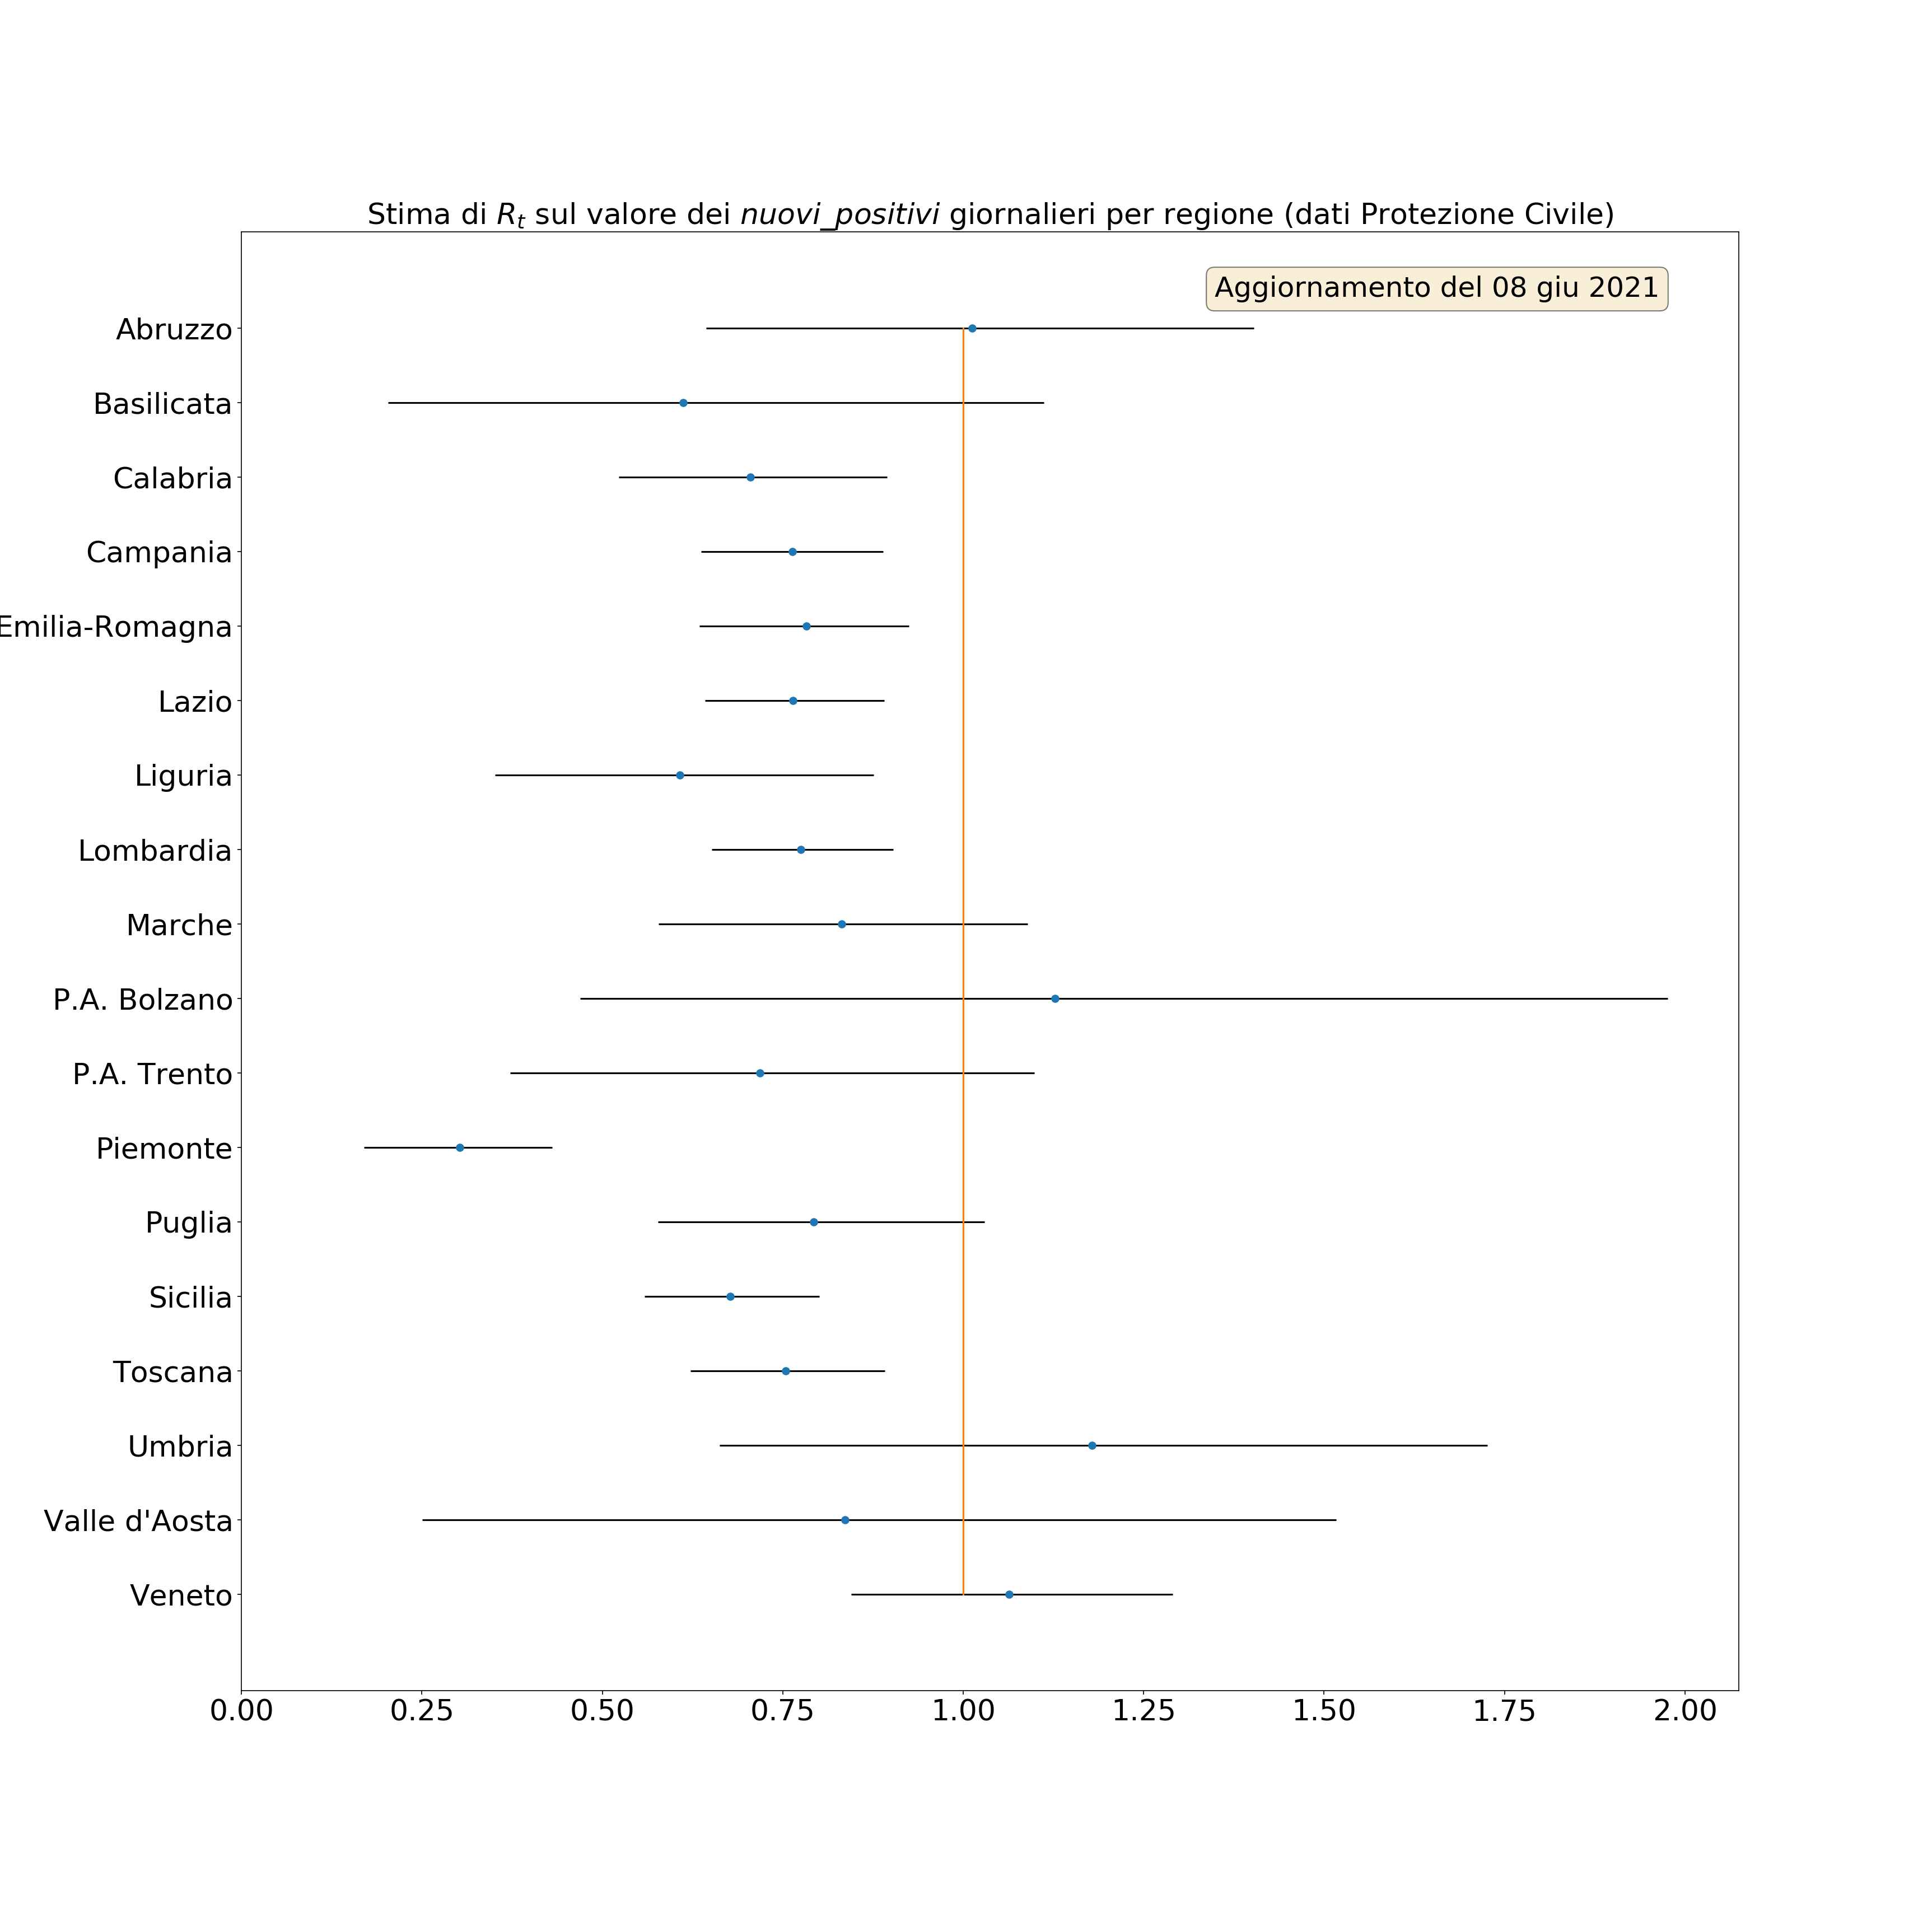 Stima di Rt sul valore dei nuovi_positivi giornalieri per regione (dati Protezione Civile)
Aggiornamento del 08 giu 2021
Abruzzo
Basilicata
Calabria
Campania
Emilia-Romagna
Lazio
Liguria
Lombardia
Marche
P.A. Bolzano
P.A. Trento
Piemonte
Puglia
Sicilia
Toscana
Umbria
Valle d'Aosta
Veneto
0.00 0.25 0.50 0.75 1.00 1.25 1.50 1.75 2.00